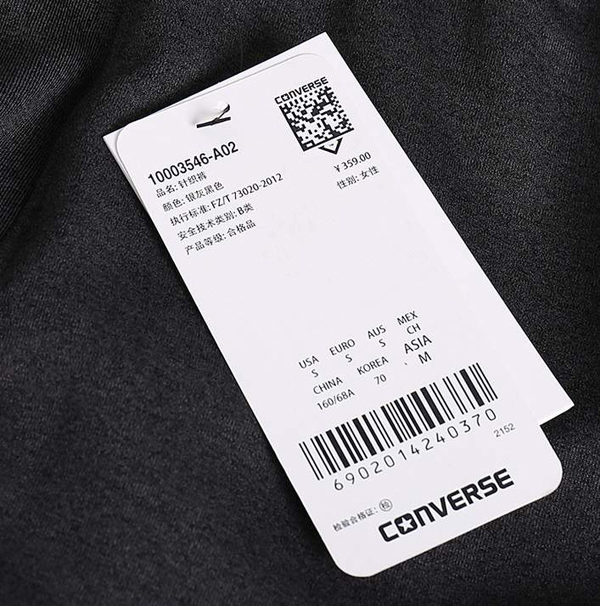 CONVERSE
10003546-A02
品名: 针织裤
¥ 359.00
颜色: 银灰黑色
性别: 女性
执行标准: FZ/T 73020-2012
安全技术类别: B类
产品等级: 合格品
USA EURO AUS MEX
S S S CH
CHINA KOREA ASIA
160/68A 70 . M
6902014240370
2152
检验合格证: 检
CONVERSE